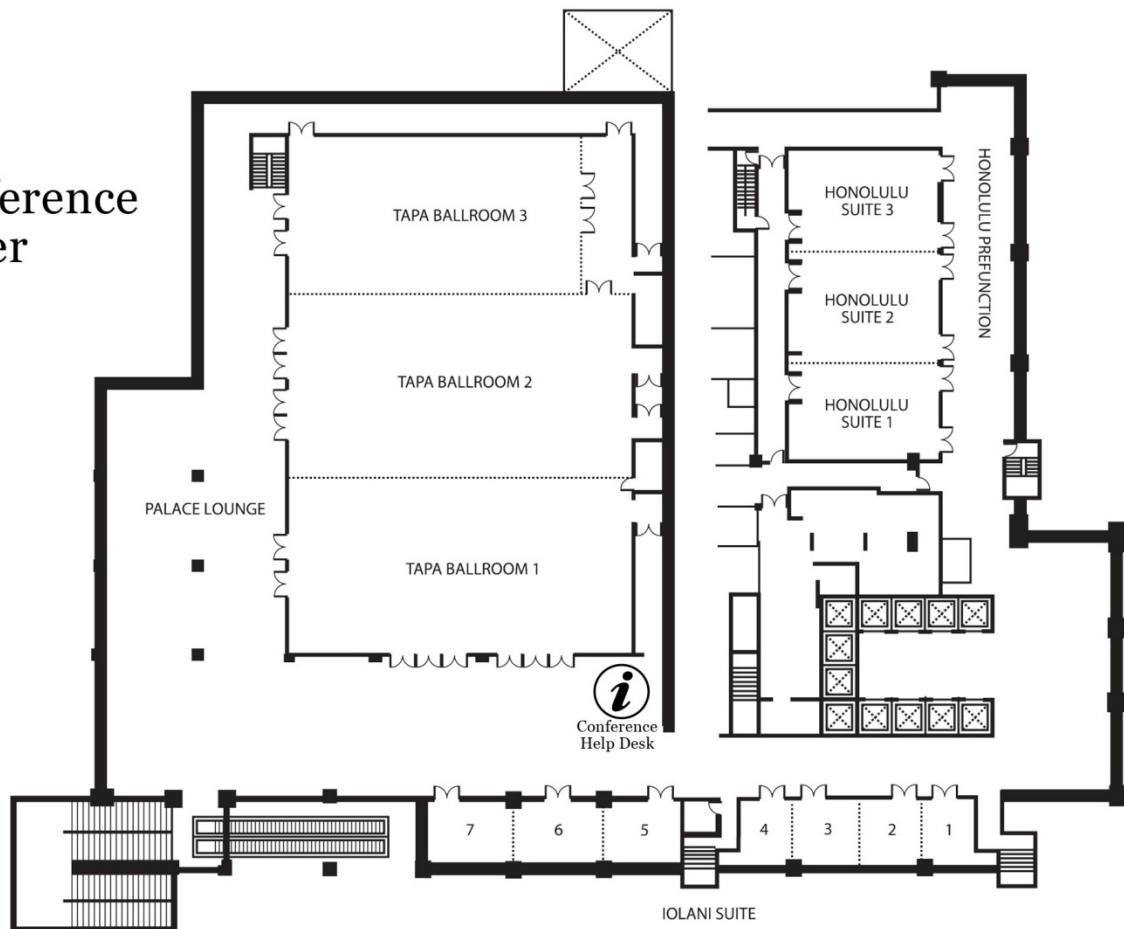 ference
er
TAPA BALLROOM 3
TAPA BALLROOM 2
TAPA BALLROOM 1
PALACE LOUNGE
HONOLULU
SUITE 3
HONOLULU
SUITE 2
HONOLULU
SUITE 1
HONOLULU PREFUNCTION
i
Conference
Help Desk
7
6
5
4
3
2
1
IOLANI SUITE